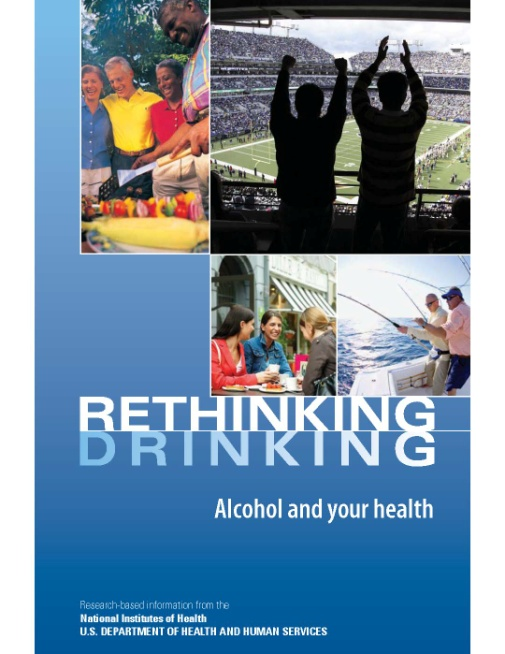 RETHINKING
DRINKING
Alcohol and your health
Research-based information from the
National Institutes of Health
U.S. DEPARTMENT OF HEALTH AND HUMAN SERVICES